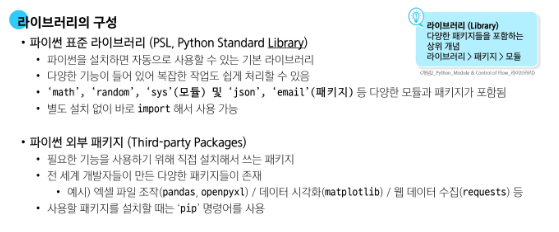 라이브러리의 구성
• 파이썬 표준 라이브러리 (PSL, Python Standard Library)
• 파이썬을 설치하면 자동으로 사용할 수 있는 기본 라이브러리
• 다양한 기능이 들어 있어 복잡한 작업도 쉽게 처리할 수 있음
• ‘math’, ‘random’, ‘sys’(모듈) 및 ‘json’, ‘email’(패키지) 등 다양한 모듈과 패키지가 포함됨
• 별도 설치 없이 바로 import 해서 사용 가능
• 파이썬 외부 패키지 (Third-party Packages)
• 필요한 기능을 사용하기 위해 직접 설치해서 쓰는 패키지
• 전 세계 개발자들이 만든 다양한 패키지들이 존재
• 예시) 엑셀 파일 조작(pandas, openpyxl) / 데이터 시각화(matplotlib) / 웹 데이터 수집(requests) 등
• 사용할 패키지를 설치할 때는 ‘pip’ 명령어를 사용
라이브러리 (Library)
다양한 패키지들을 포함하는
상위 개념
라이브러리 > 패키지 > 모듈